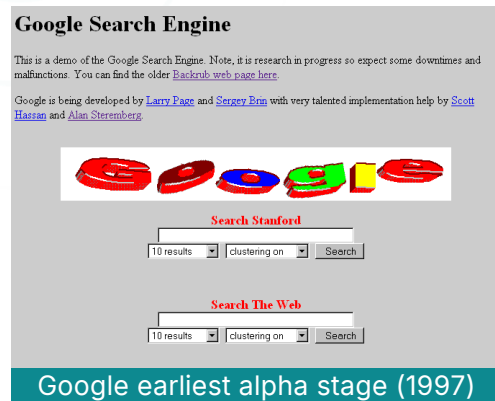 Google Search Engine
This is a demo of the Google Search Engine. Note, it is research in progress so expect some downtimes and
malfunctions. You can find the older Backrub web page here.
Google is being developed by Larry Page and Sergey Brin with very talented implementation help by Scott
Hassan and Alan Steremberg.
Google
Search Stanford
10 results clustering on Search
Search The Web
10 results clustering on Search
Google earliest alpha stage (1997)